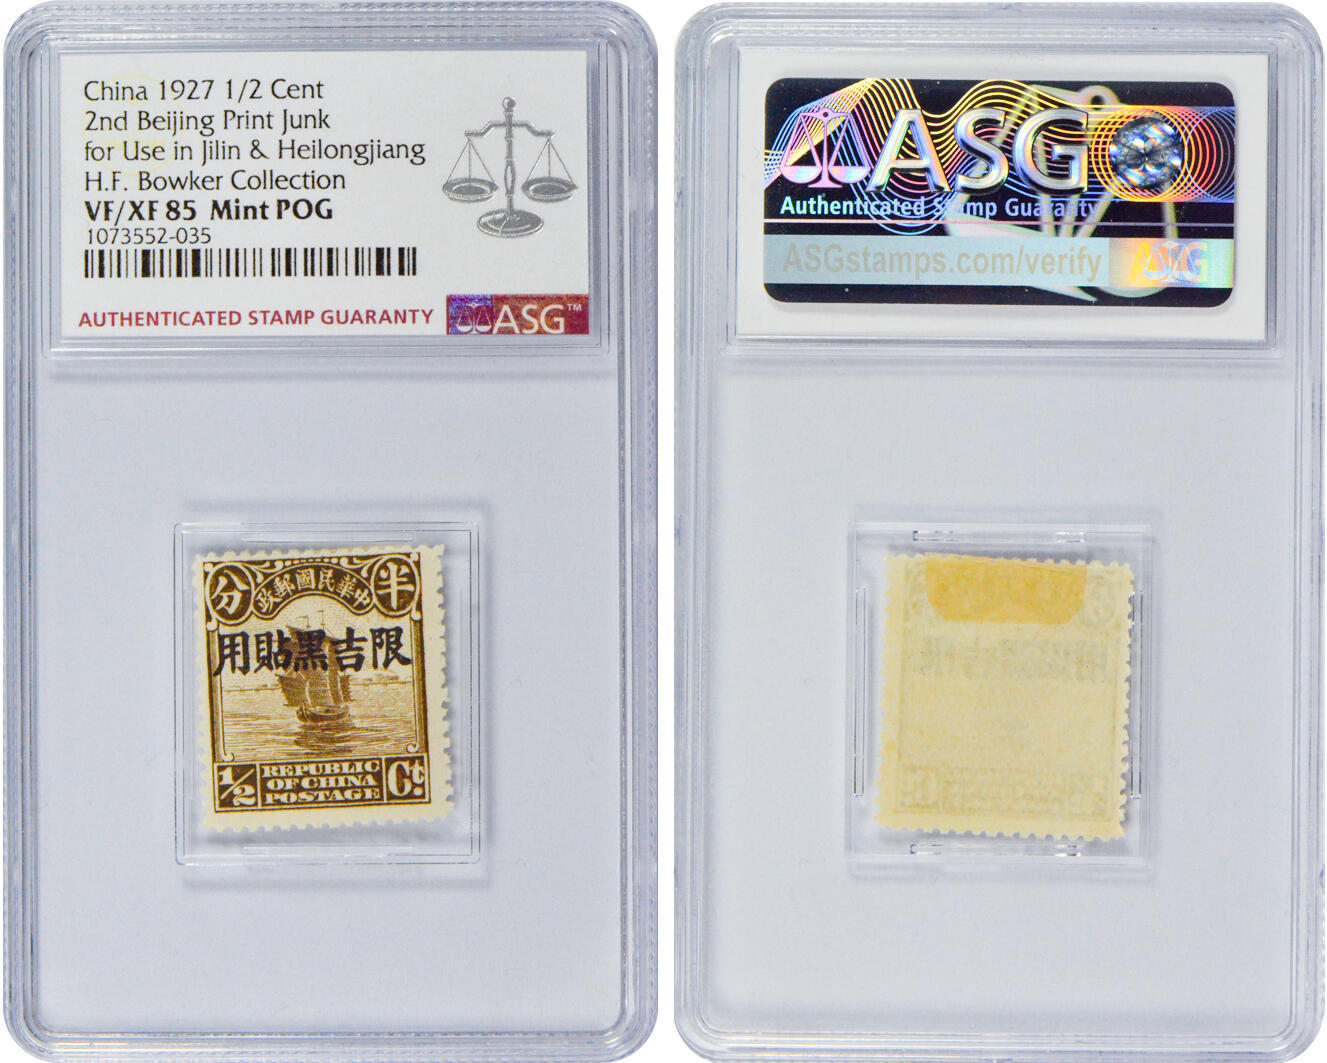 China 1927 1/2 Cent
2nd Beijing Print Junk
for Use in Jilin & Heilongjiang
H.F. Bowker Collection
VF/XF 85 Mint POG
1073552-035
AUTHENTICATED STAMP GUARANTY
ASG™
分 政郵國民華中 半
用貼黑吉限
1/2 REPUBLIC OF CHINA POSTAGE Ct.
ASG
Authenticated Stamp Guaranty
ASGstamps.com/verify
ASG